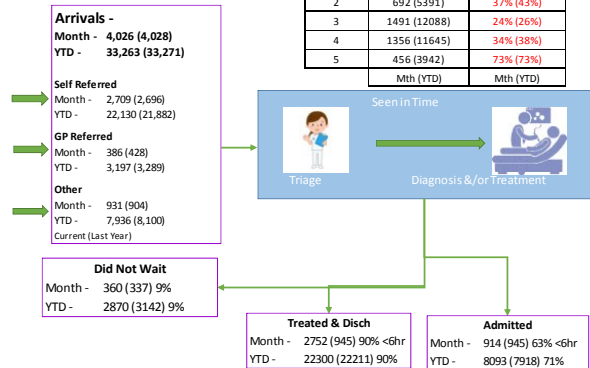 Arrivals -
Month - 4,026 (4,028)
YTD - 33,263 (33,271)
Self Referred
Month - 2,709 (2,696)
YTD - 22,130 (21,882)
GP Referred
Month - 386 (428)
YTD - 3,197 (3,289)
Other
Month - 931 (904)
YTD - 7,936 (8,100)
Current (Last Year)
2 692 (5391) 37% (43%)
3 1491 (12088) 24% (26%)
4 1356 (11645) 34% (38%)
5 456 (3942) 73% (73%)
Mth (YTD) Mth (YTD)
Seen in Time
Triage
Diagnosis &/or Treatment
Did Not Wait
Month - 360 (337) 9%
YTD - 2870 (3142) 9%
Treated & Disch
Month - 2752 (945) 90% <6hr
YTD - 22300 (22211) 90%
Admitted
Month - 914 (945) 63% <6hr
YTD - 8093 (7918) 71%